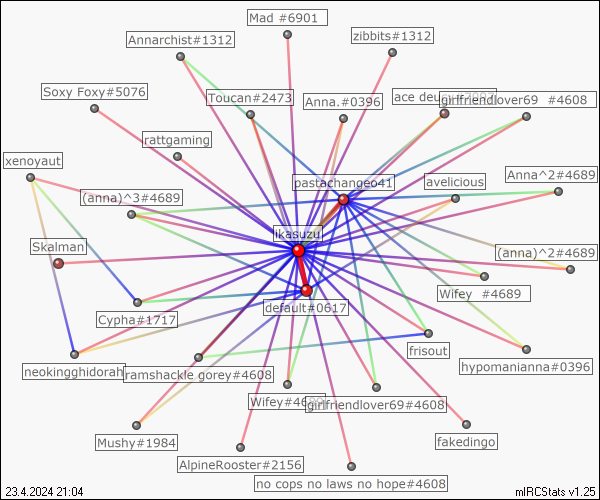 Mad #6901
zibbits#1312
Annarchist#1312
Soxy Foxy#5076
Toucan#2473
Anna.#0396
ace deu
girlfriendlover69 #4608
rattgaming
xenoyaut
pastachangeo41
avelicious
Anna^2#4689
(anna)^3#4689
ikasuzu
Skalman
(anna)^2#4689
Wifey #4689
default#0617
Cypha#1717
frisout
neokingghidorah
ramshackle gorey#4608
hypomanianna#0396
Wifey#4689
girlfriendlover69#4608
Mushy#1984
fakedingo
AlpineRooster#2156
no cops no laws no hope#4608
23.4.2024 21:04
mIRCStats v1.25